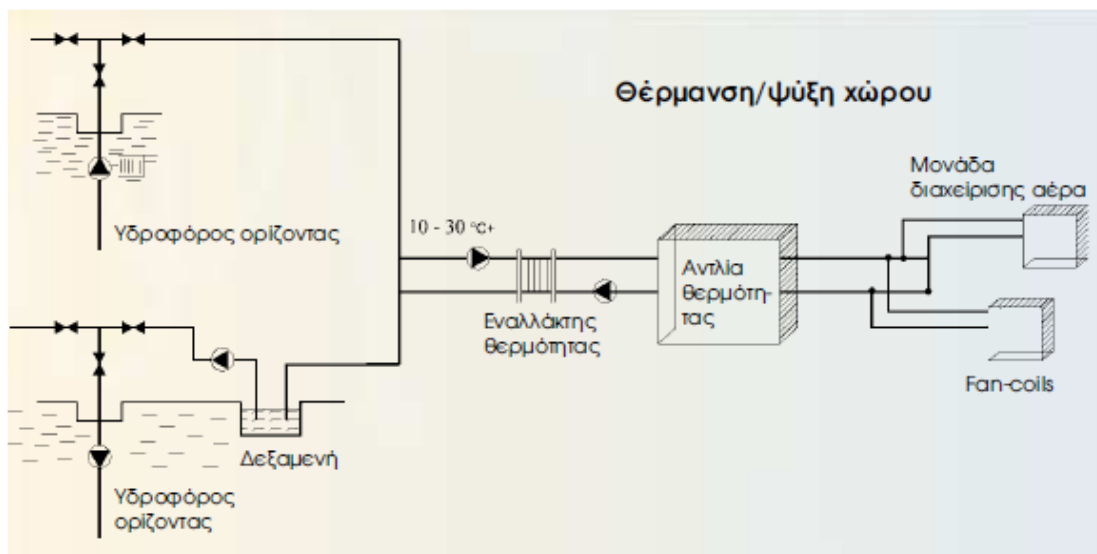 Θέρμανση/ψύξη χώρου
Μονάδα
διαχείρισης αέρα
Υδροφόρος ορίζοντας
10 - 30 °C+
Αντλία
θερμότη-
τας
Εναλλάκτης
θερμότητας
Fan-coils
Δεξαμενή
Υδροφόρος
ορίζοντας